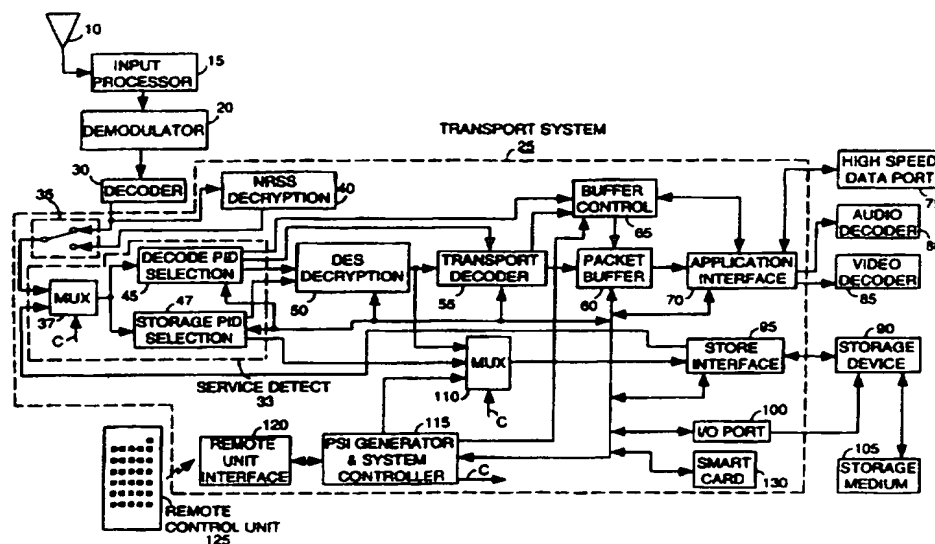 10
INPUT
PROCESSOR
15
DEMODULATOR
20
TRANSPORT SYSTEM
25
30
DECODER
35
NRSS
DECRYPTION
40
BUFFER
CONTROL
65
HIGH SPEED
DATA PORT
AUDIO
DECODER
VIDEO
DECODER
85
DECODE PID
SELECTION
45
47
STORAGE PID
SELECTION
MUX
37
C
DES
DECRYPTION
50
TRANSPORT
DECODER
55
PACKET
BUFFER
60
APPLICATION
INTERFACE
70
SERVICE DETECT
33
MUX
110
C
95
STORE
INTERFACE
90
STORAGE
DEVICE
100
I/O PORT
105
STORAGE
MEDIUM
SMART
CARD
130
120
REMOTE
UNIT
INTERFACE
115
PSI GENERATOR
& SYSTEM
CONTROLLER
C
REMOTE
CONTROL UNIT
125